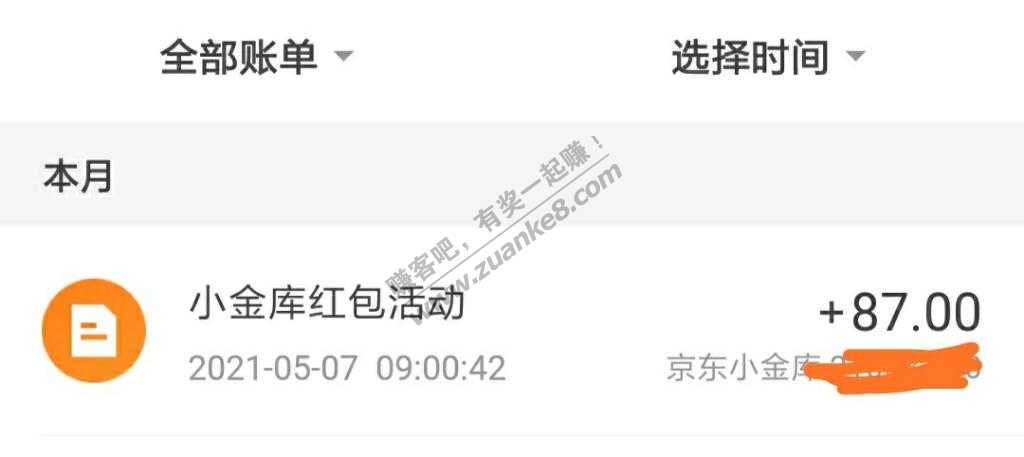 全部账单 选择时间
本月
赚客吧，有奖一起赚！
www.zuanke8.com
小金库红包活动 +87.00
2021-05-07 09:00:42 京东小金库